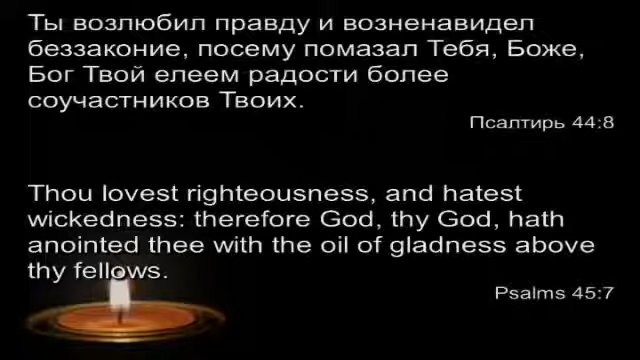 Ты возлюбил правду и возненавидел
беззаконие, посему помазал Тебя, Боже,
Бог Твой елеем радости более
соучастников Твоих.
Псалтирь 44:8
Thou lovest righteousness, and hatest
wickedness: therefore God, thy God, hath
anointed thee with the oil of gladness above
thy fellows.
Psalms 45:7